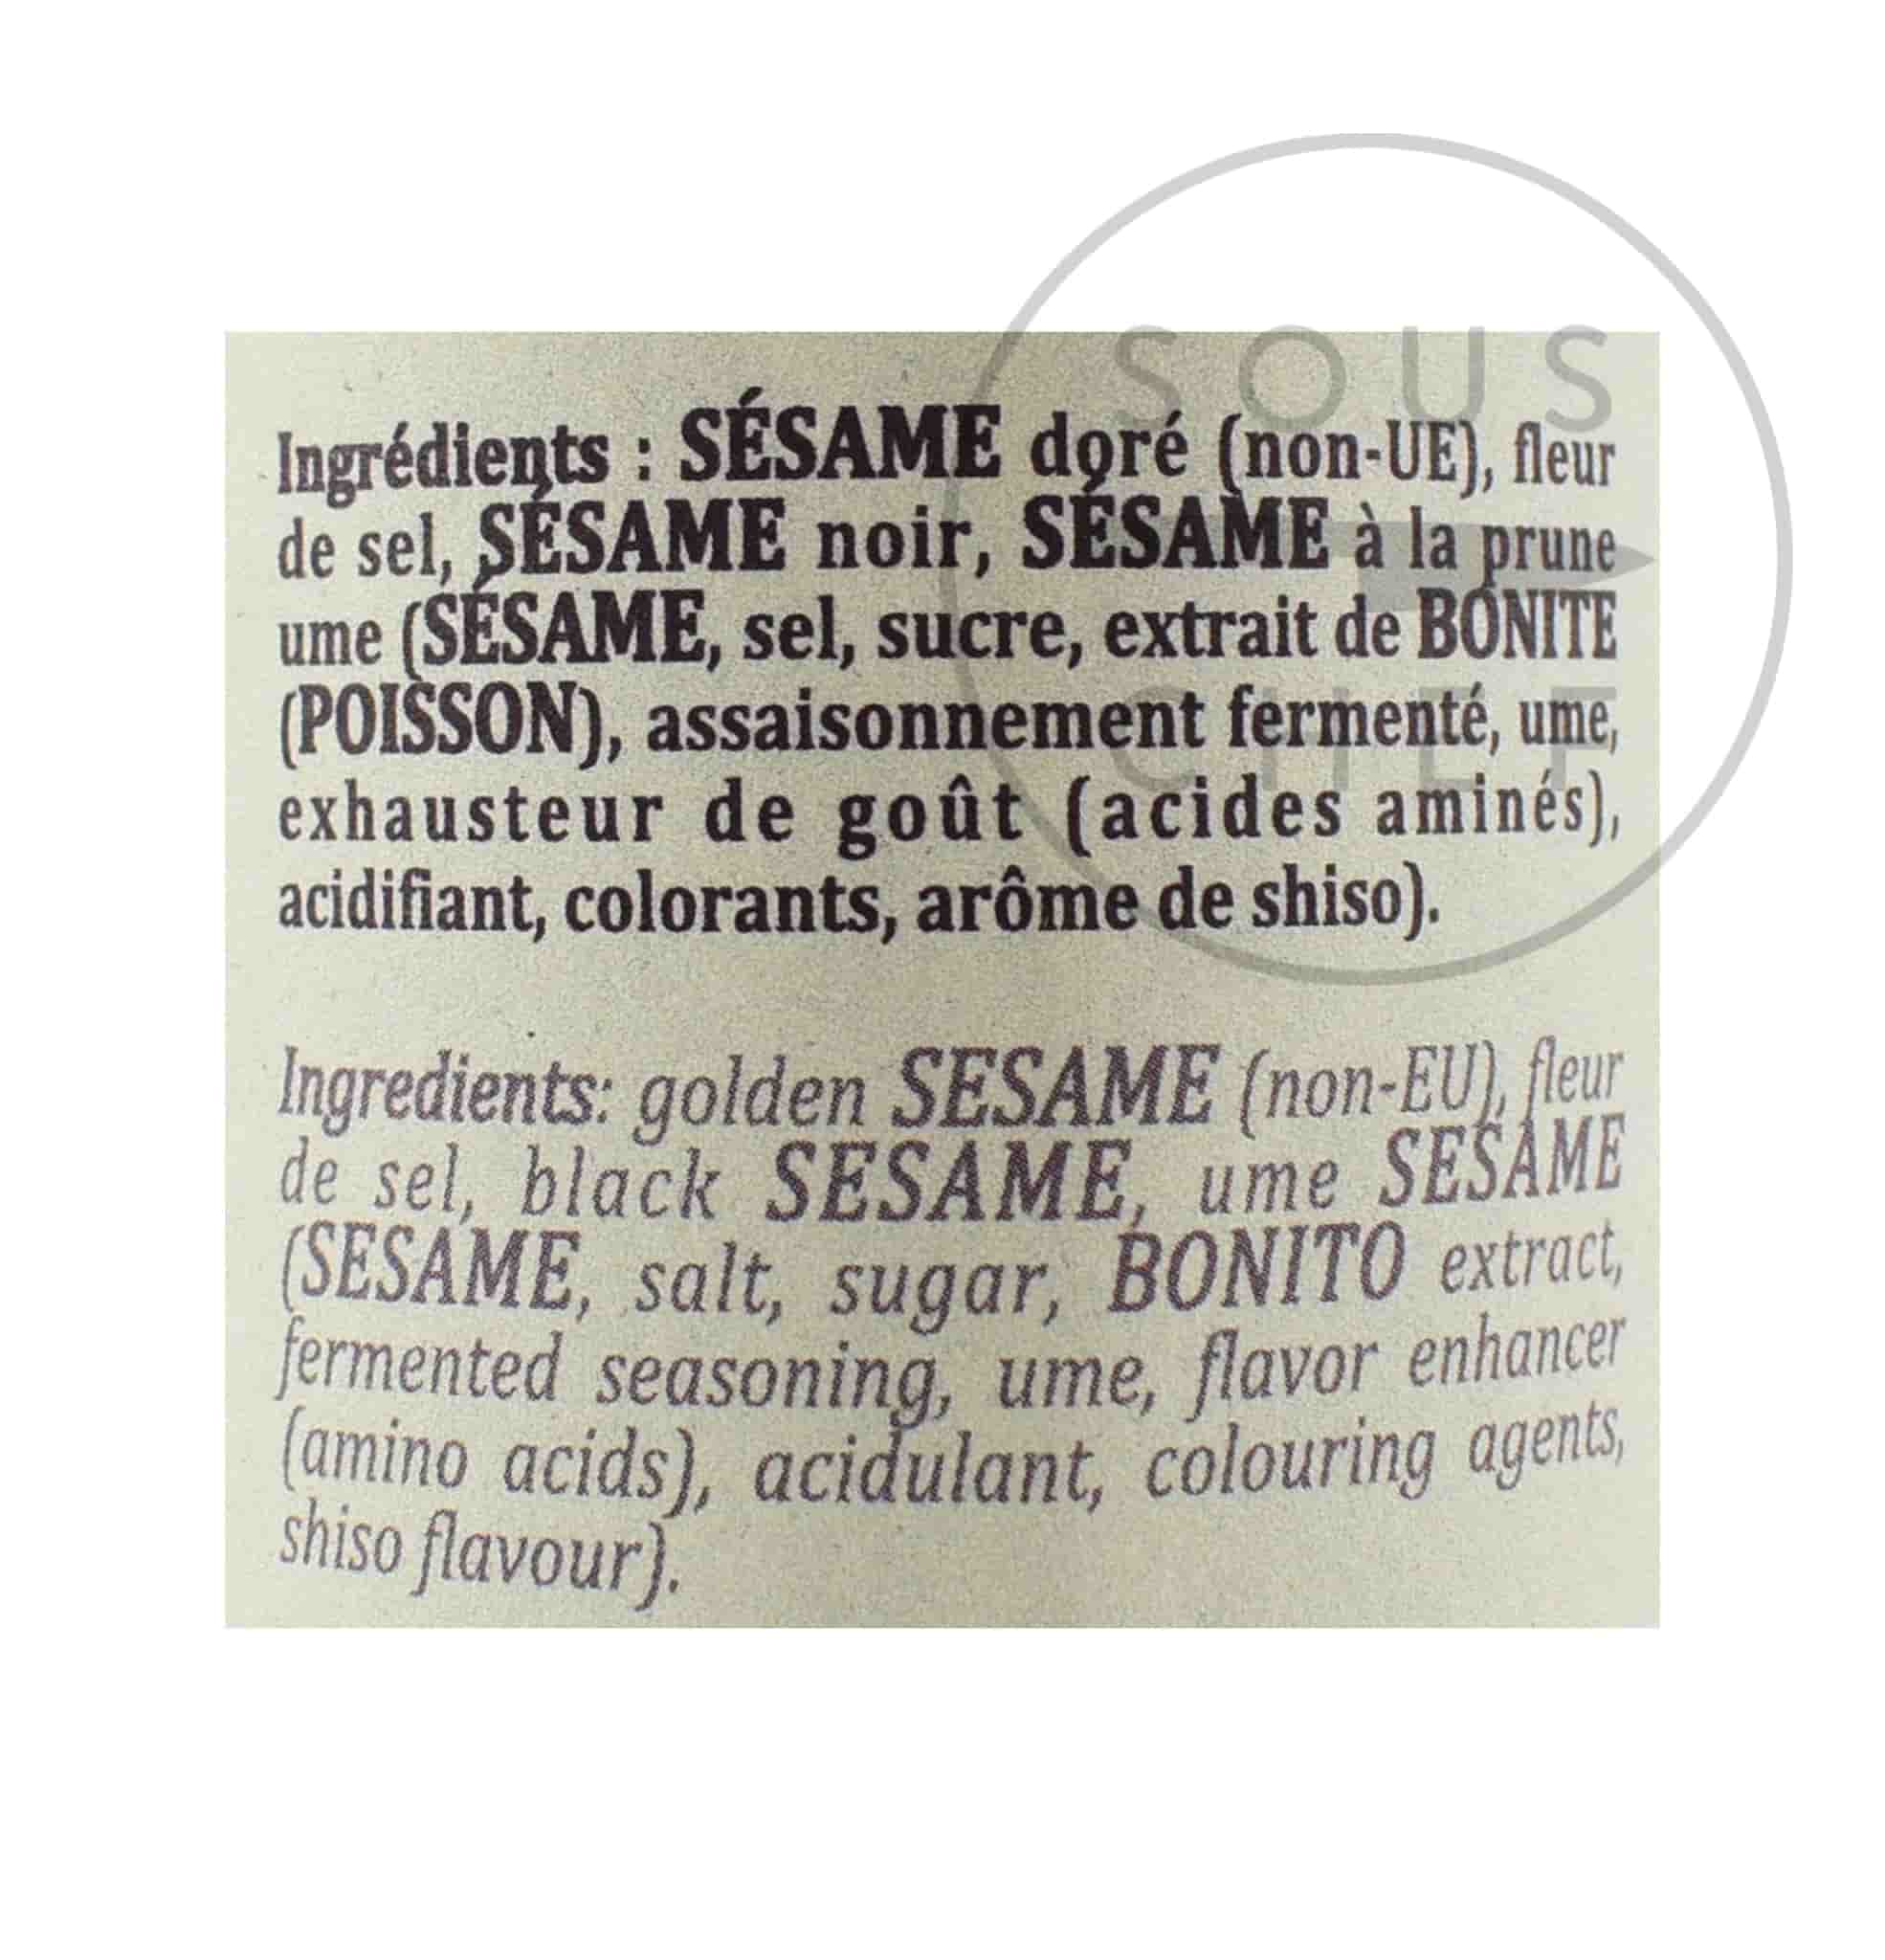 SOUS
CHEF
Ingrédients : SÉSAME doré (non-UE), fleur
de sel, SÉSAME noir, SÉSAME à la prune
ume (SÉSAME, sel, sucre, extrait de BONITE
(POISSON), assaisonnement fermenté, ume,
exhausteur de goût (acides aminés),
acidifiant, colorants, arôme de shiso).
Ingredients: golden SESAME (non-EU), fleur
de sel, black SESAME, ume SESAME
(SESAME, salt, sugar, BONITO extract,
fermented seasoning, ume, flavor enhancer
(amino acids), acidulant, colouring agents,
shiso flavour).